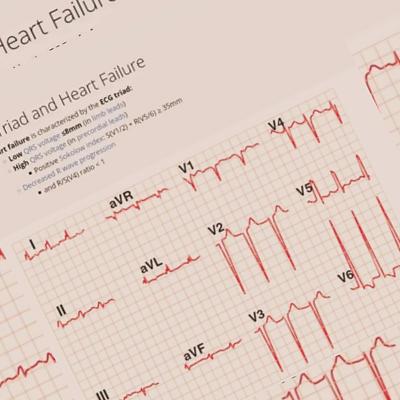 Heart Failure
Triad and Heart Failure
failure is characterized by the ECG triad:
Low QRS voltage ≤8mm (in limb leads)
High QRS voltage (in precordial leads)
Positive Sokolow index: S(V1/2) + R(V5/6) ≥ 35mm
Decreased R wave progression
and R/S(V4) ratio < 1
I
aVR
V1
V4
II
aVL
V2
V5
III
aVF
V3
V6